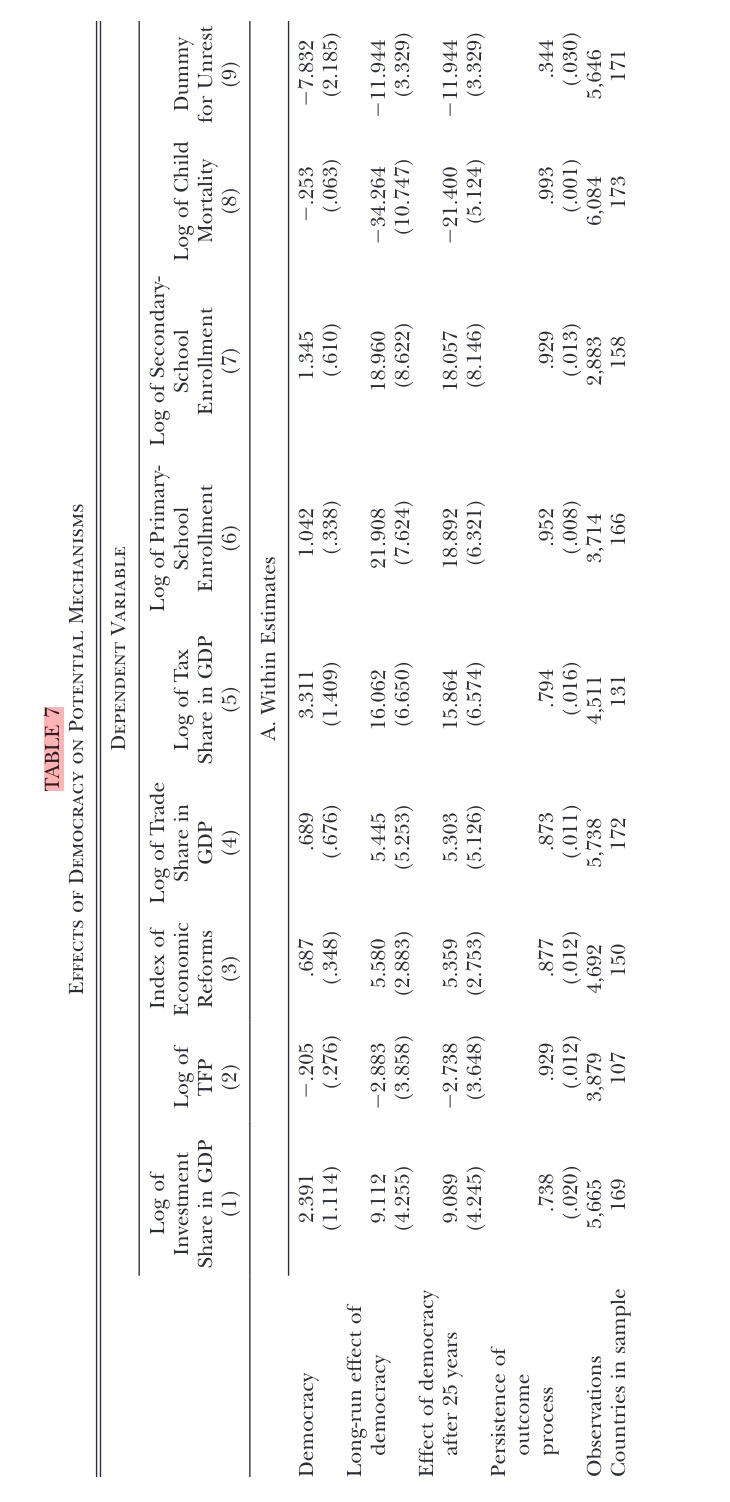 TABLE 7
Effects of Democracy on Potential Mechanisms
Dependent Variable
Log of Investment Share in GDP (1)
Log of TFP (2)
Index of Economic Reforms (3)
Log of Trade Share in GDP (4)
Log of Tax Share in GDP (5)
Log of Primary-School Enrollment (6)
Log of Secondary-School Enrollment (7)
Log of Child Mortality (8)
Dummy for Unrest (9)
A. Within Estimates
Democracy 2.391 −.205 .687 .689 3.311 1.042 1.345 −.253 −7.832
(1.114) (.276) (.348) (.676) (1.409) (.338) (.610) (.063) (2.185)
Long-run effect of
democracy 9.112 −2.883 5.580 5.445 16.062 21.908 18.960 −34.264 −11.944
(4.255) (3.858) (2.883) (5.253) (6.650) (7.624) (8.622) (10.747) (3.329)
Effect of democracy
after 25 years 9.089 −2.738 5.359 5.303 15.864 18.892 18.057 −21.400 −11.944
(4.245) (3.648) (2.753) (5.126) (6.574) (6.321) (8.146) (5.124) (3.329)
Persistence of
outcome
process .738 .929 .877 .873 .794 .952 .929 .993 .344
(.020) (.012) (.012) (.011) (.016) (.008) (.013) (.001) (.030)
Observations 5,665 3,879 4,692 5,738 4,511 3,714 2,883 6,084 5,646
Countries in sample 169 107 150 172 131 166 158 173 171